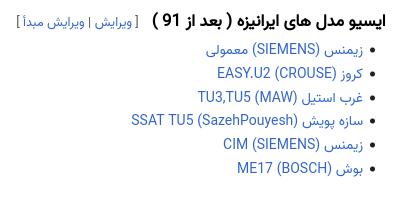 ایسیو مدل های ایرانیزه ( بعد از 91 ) [ ویرایش | ویرایش مبدأ ]
زیمنس (SIEMENS) معمولی
کروز (CROUSE) EASY.U2
غرب استیل (MAW) TU3,TU5
سازه پویش (SazehPouyesh) SSAT TU5
زیمنس (SIEMENS) CIM
بوش (BOSCH) ME17